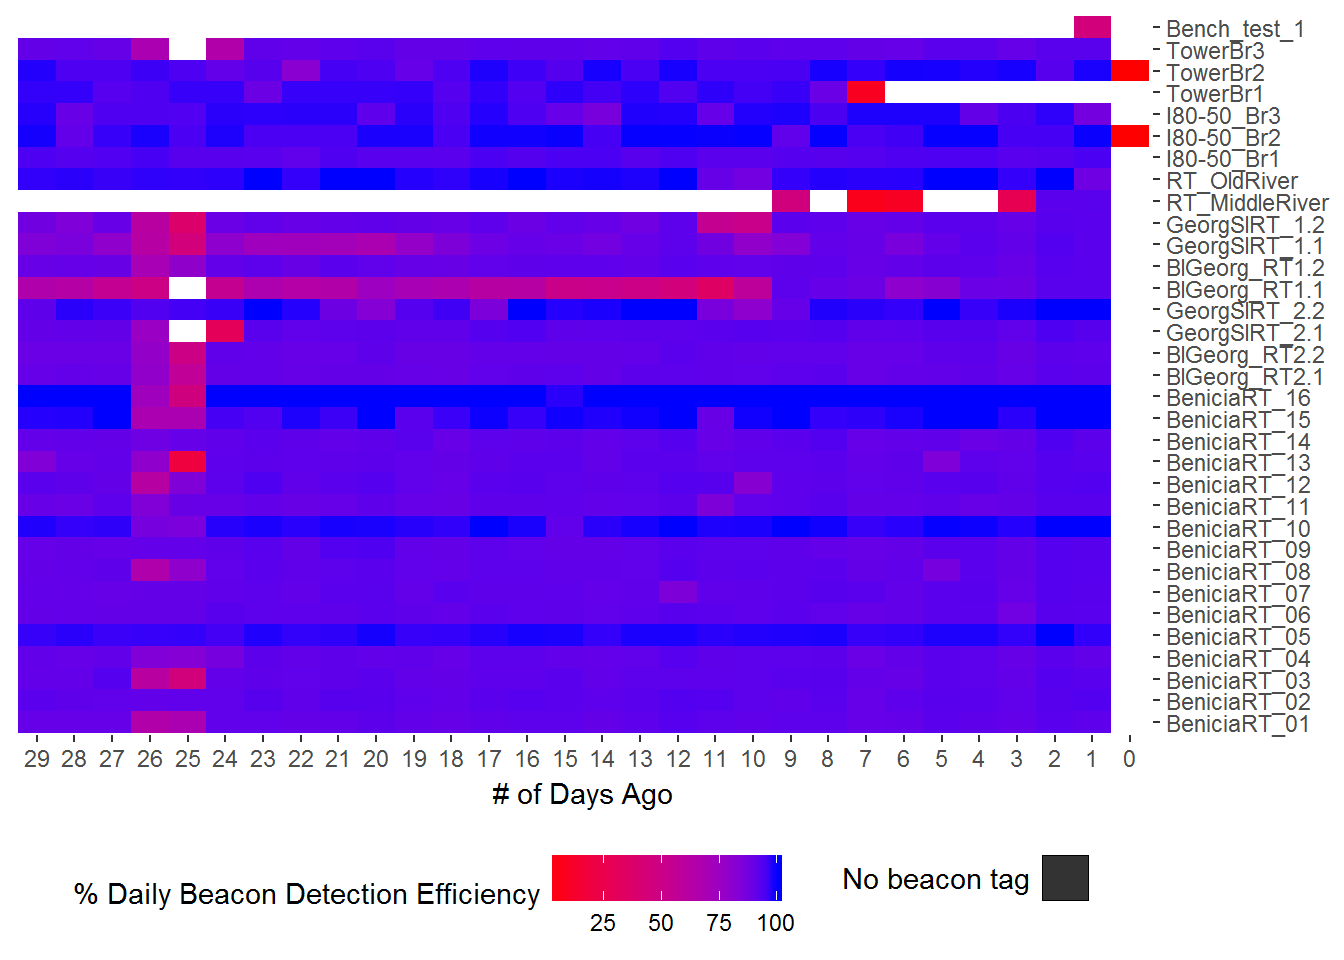 Bench_test_1
TowerBr3
TowerBr2
TowerBr1
I80-50_Br3
I80-50_Br2
I80-50_Br1
RT_OldRiver
RT_MiddleRiver
GeorgSlRT_1.2
GeorgSlRT_1.1
BlGeorg_RT1.2
BlGeorg_RT1.1
GeorgSlRT_2.2
GeorgSlRT_2.1
BlGeorg_RT2.2
BlGeorg_RT2.1
BeniciaRT_16
BeniciaRT_15
BeniciaRT_14
BeniciaRT_13
BeniciaRT_12
BeniciaRT_11
BeniciaRT_10
BeniciaRT_09
BeniciaRT_08
BeniciaRT_07
BeniciaRT_06
BeniciaRT_05
BeniciaRT_04
BeniciaRT_03
BeniciaRT_02
BeniciaRT_01
29 28 27 26 25 24 23 22 21 20 19 18 17 16 15 14 13 12 11 10 9 8 7 6 5 4 3 2 1 0
# of Days Ago
% Daily Beacon Detection Efficiency
25 50 75 100
No beacon tag